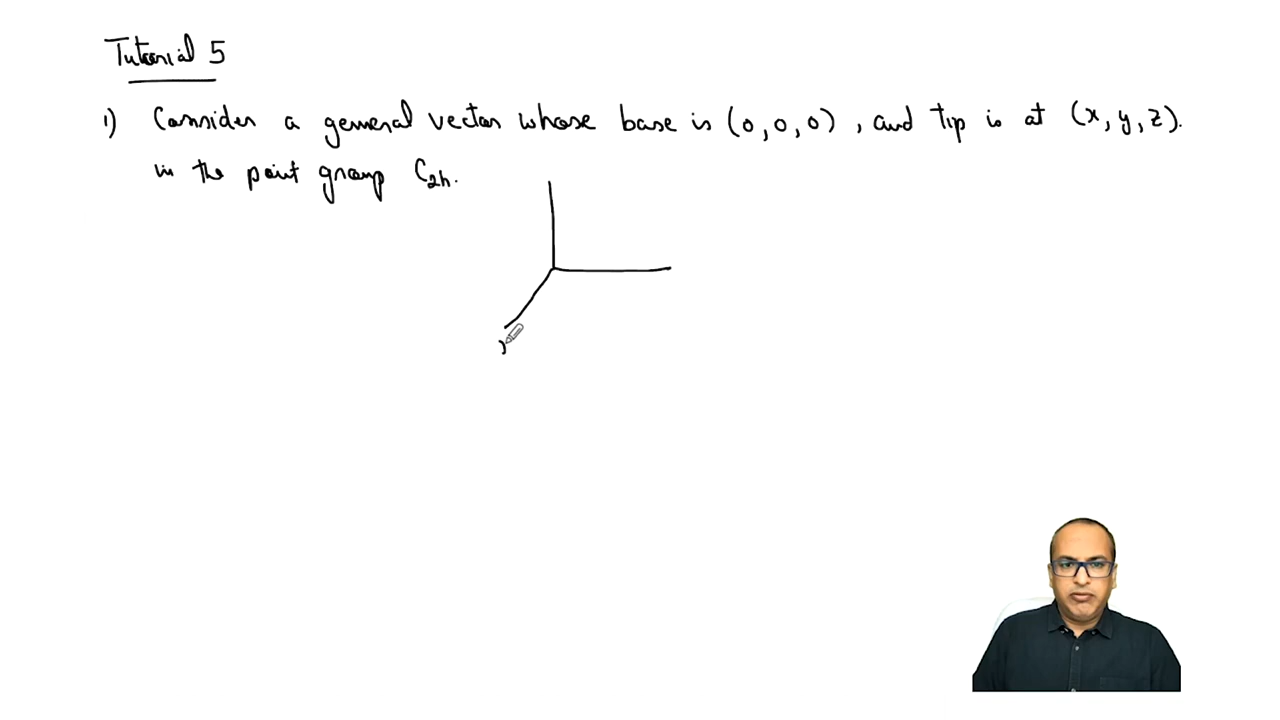 Tutorial 5
1) Consider a general vector whose base is (0,0,0), and tip is at (x,y,z).
in the point group C₂ₕ.